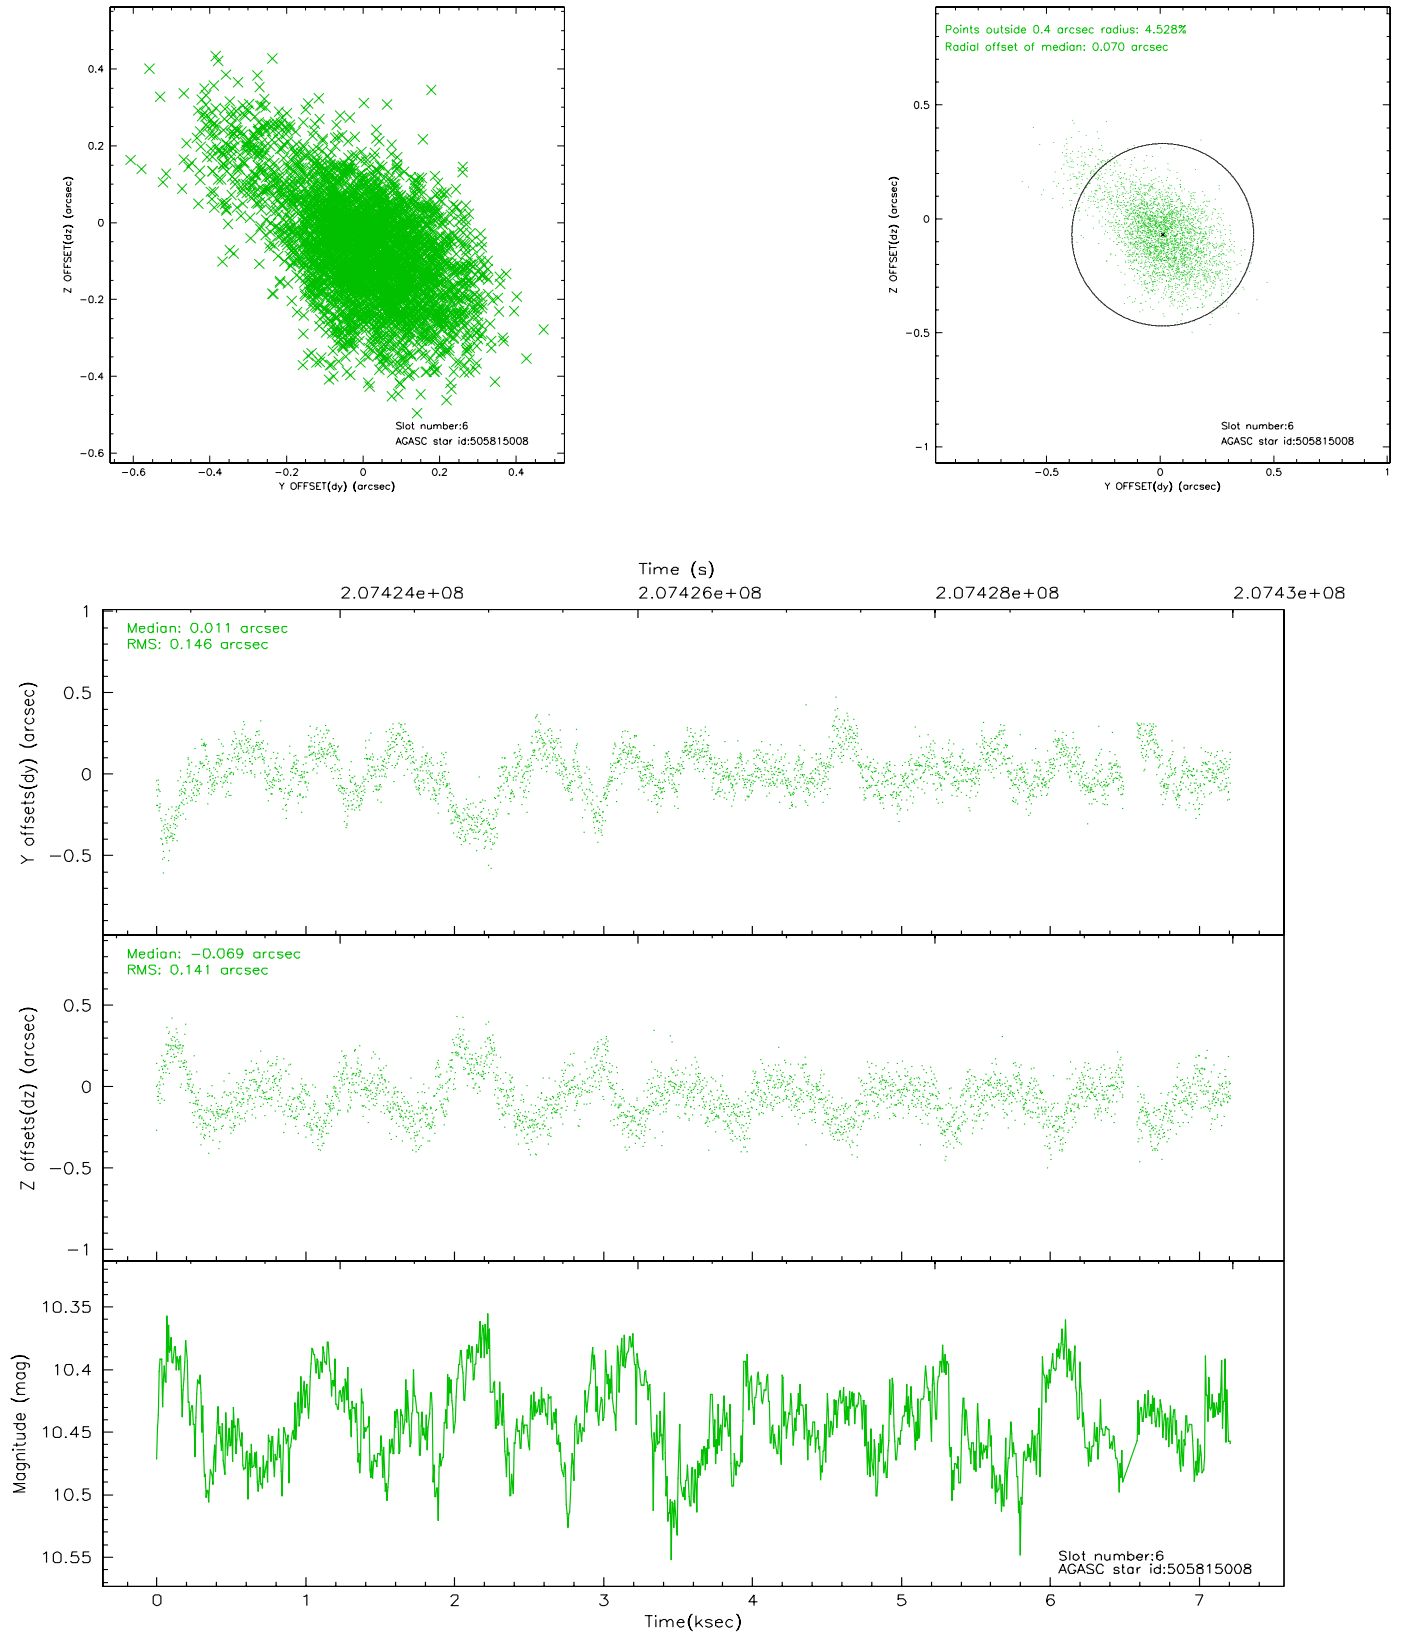 0.4
0.2
0
−0.2
−0.4
−0.6
Z OFFSET(dz) (arcsec)
−0.6 −0.4 −0.2 0 0.2 0.4
Y OFFSET(dy) (arcsec)
Slot number:6
AGASC star id:505815008
Points outside 0.4 arcsec radius: 4.528%
Radial offset of median: 0.070 arcsec
0.5
0
−0.5
−1
Z OFFSET(dz) (arcsec)
−0.5 0 0.5 1
Y OFFSET(dy) (arcsec)
Slot number:6
AGASC star id:505815008
Time (s)
2.07424e+08 2.07426e+08 2.07428e+08 2.0743e+08
Median: 0.011 arcsec
RMS: 0.146 arcsec
1
0.5
0
−0.5
Y offsets(dy) (arcsec)
Median: −0.069 arcsec
RMS: 0.141 arcsec
0.5
0
−0.5
−1
Z offsets(dz) (arcsec)
10.35
10.4
10.45
10.5
10.55
Magnitude (mag)
Slot number:6
AGASC star id:505815008
0 1 2 3 4 5 6 7
Time(ksec)